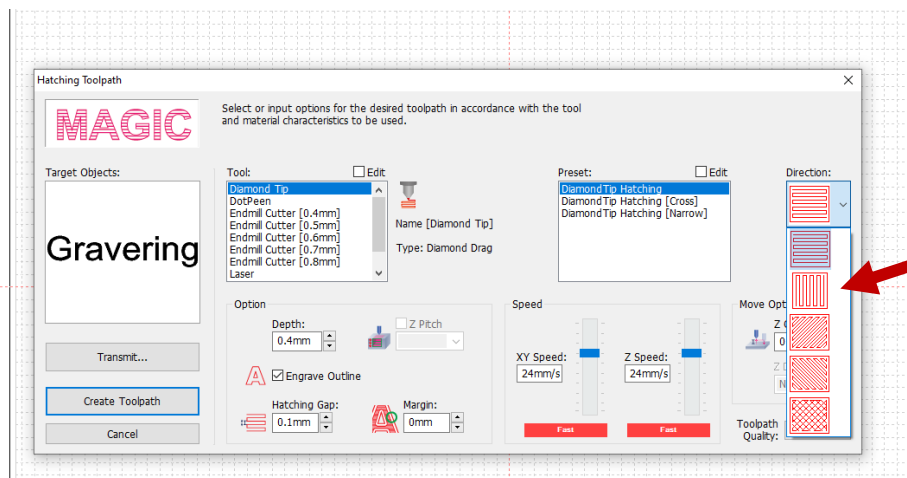 Hatching Toolpath
MAGIC
Select or input options for the desired toolpath in accordance with the tool
and material characteristics to be used.
Target Objects:
Gravering
Transmit...
Create Toolpath
Cancel
Tool:
Edit
Diamond Tip
DotPeen
Endmill Cutter [0.4mm]
Endmill Cutter [0.5mm]
Endmill Cutter [0.6mm]
Endmill Cutter [0.7mm]
Endmill Cutter [0.8mm]
Laser
Name [Diamond Tip]
Type: Diamond Drag
Preset:
Edit
DiamondTip Hatching
DiamondTip Hatching [Cross]
DiamondTip Hatching [Narrow]
Direction:
Option
Depth:
0.4mm
Z Pitch
Engrave Outline
Hatching Gap:
0.1mm
Margin:
0mm
Speed
XY Speed:
24mm/s
Fast
Z Speed:
24mm/s
Fast
Move Opt
Toolpath
Quality: